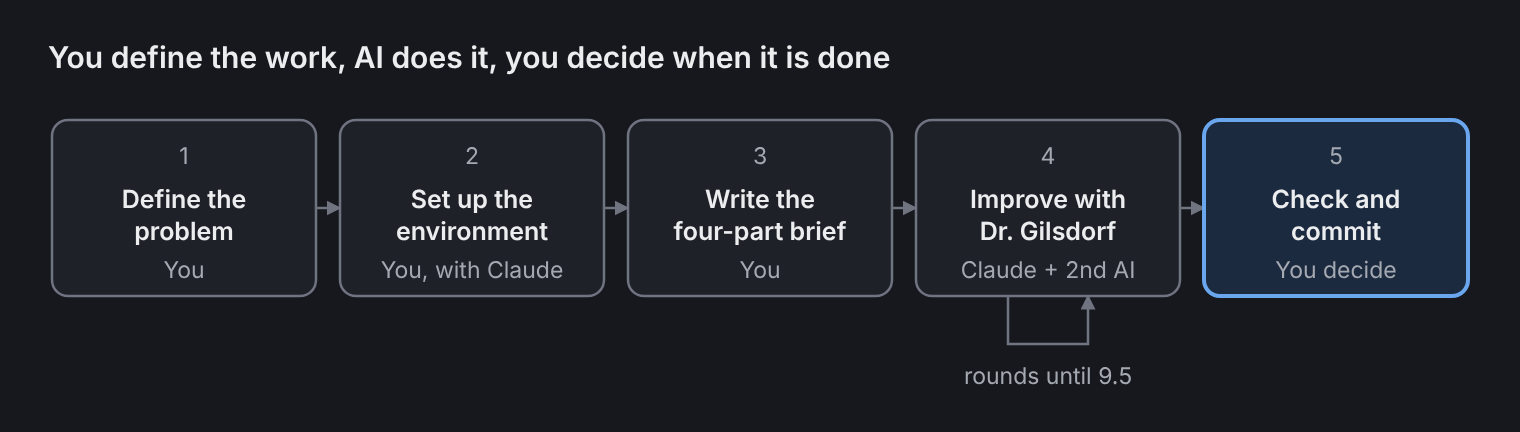 You define the work, AI does it, you decide when it is done
1
Define the
problem
You
2
Set up the
environment
You, with Claude
3
Write the
four-part brief
You
4
Improve with
Dr. Gilsdorf
Claude + 2nd AI
rounds until 9.5
5
Check and
commit
You decide